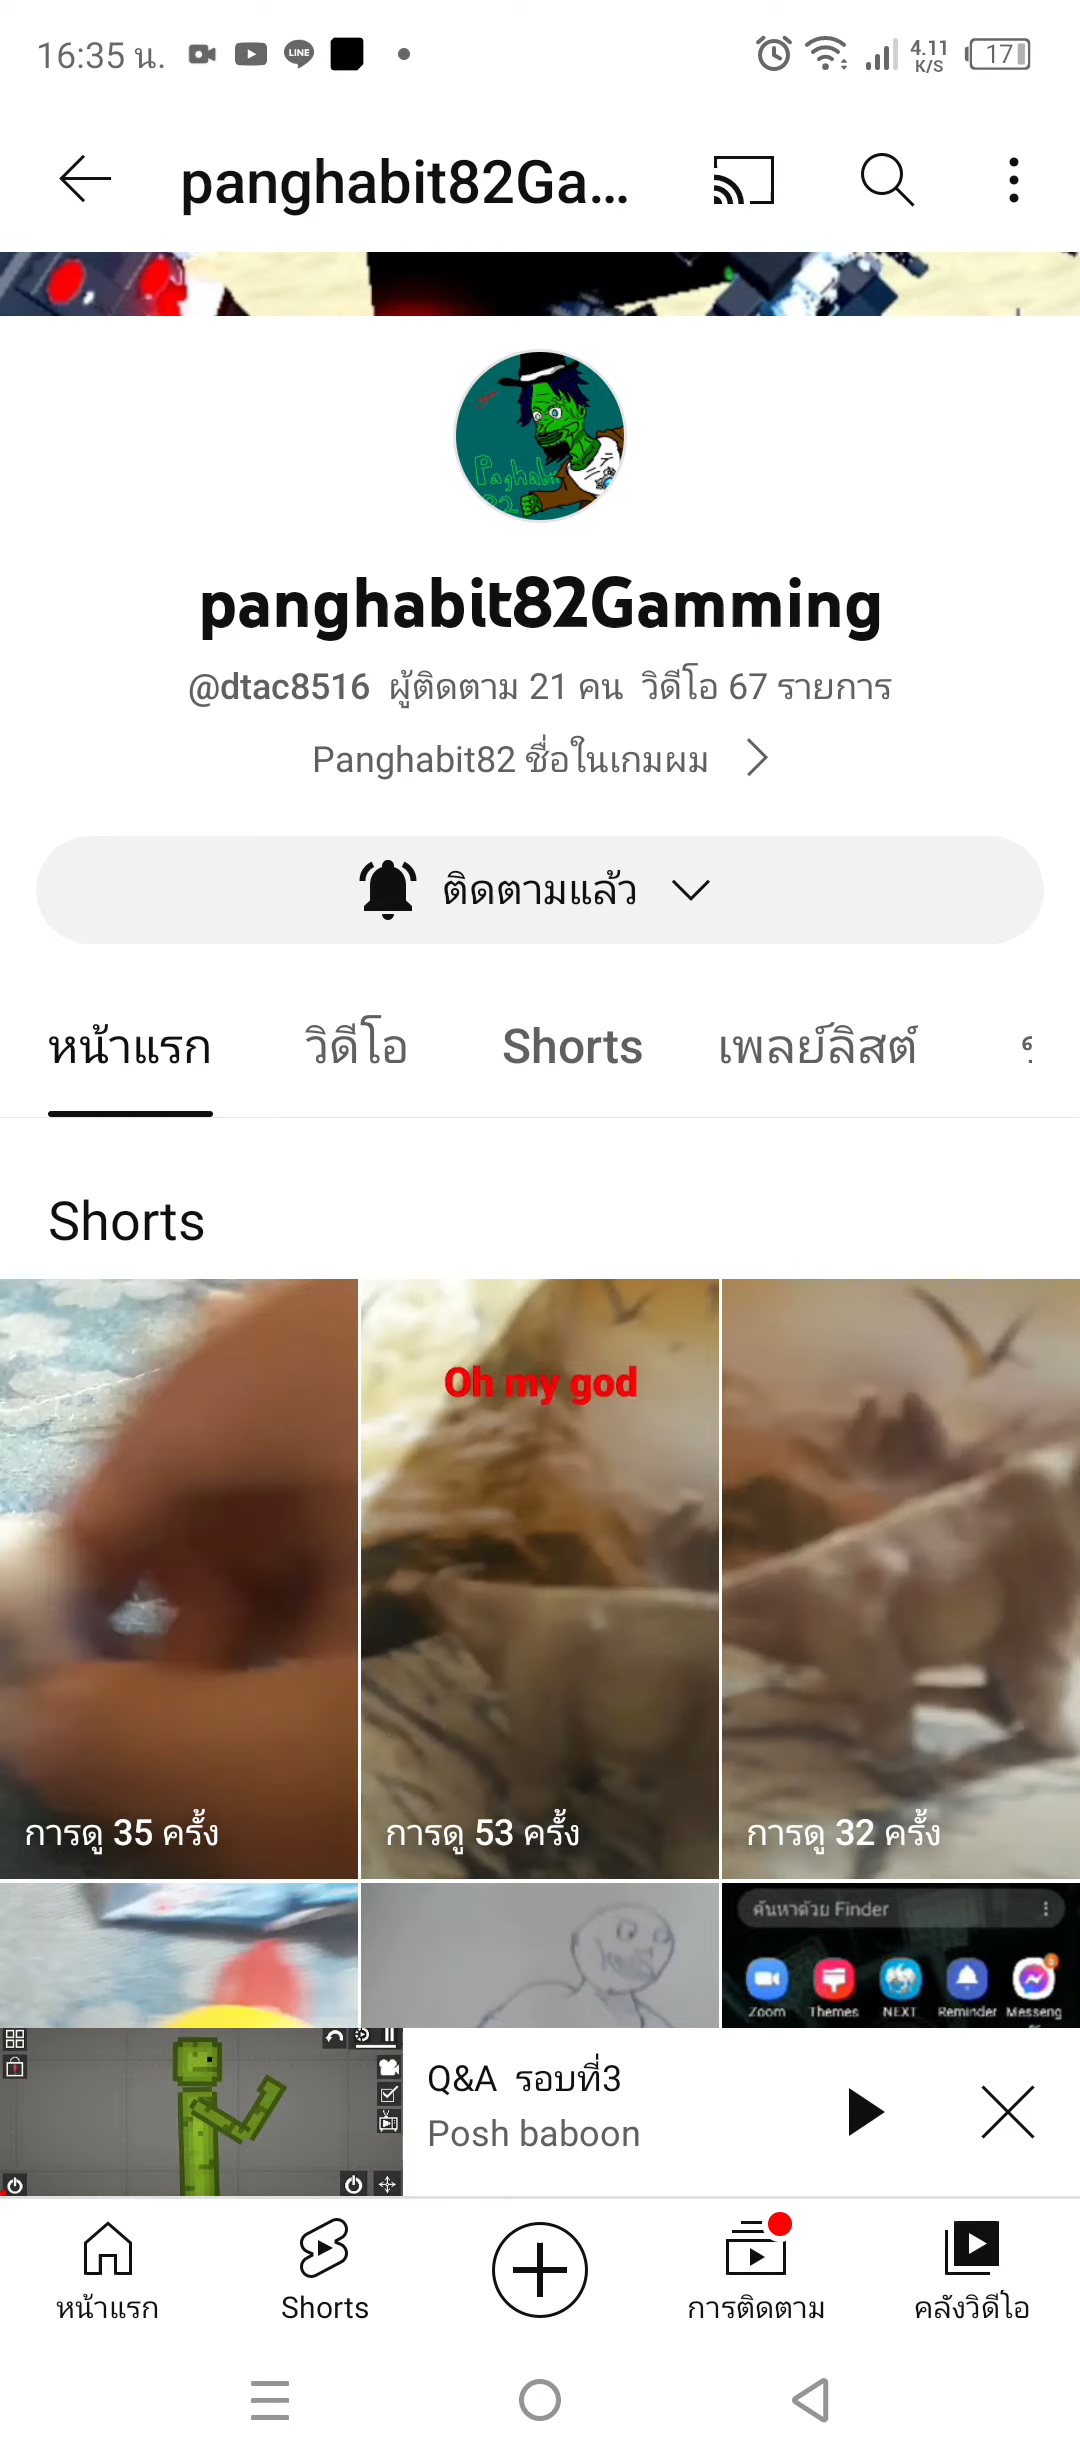 16:35 น. LINE 4.11 K/S 17
panghabit82Ga...
Paghabit
82
panghabit82Gamming
@dtac8516 ผู้ติดตาม 21 คน วิดีโอ 67 รายการ
Panghabit82 ชื่อในเกมผม
ติดตามแล้ว
หน้าแรก วิดีโอ Shorts เพลย์ลิสต์
Shorts
Oh my god
การดู 35 ครั้ง การดู 53 ครั้ง การดู 32 ครั้ง
ค้นหาด้วย Finder
Zoom Themes NEXT Reminder Messeng
Q&A รอบที่3
Posh baboon
หน้าแรก Shorts การติดตาม คลังวิดีโอ